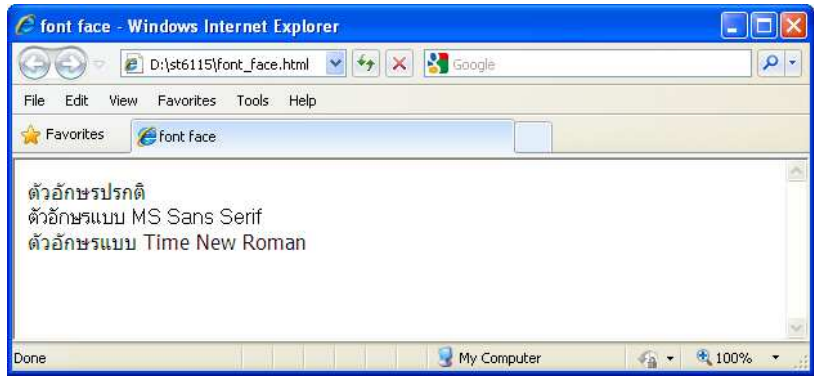 font face - Windows Internet Explorer
D:\st6115\font_face.html
Google
File Edit View Favorites Tools Help
Favorites
font face
ตัวอักษรปรกติ
ตัวอักษรแบบ MS Sans Serif
ตัวอักษรแบบ Time New Roman
Done
My Computer
100%